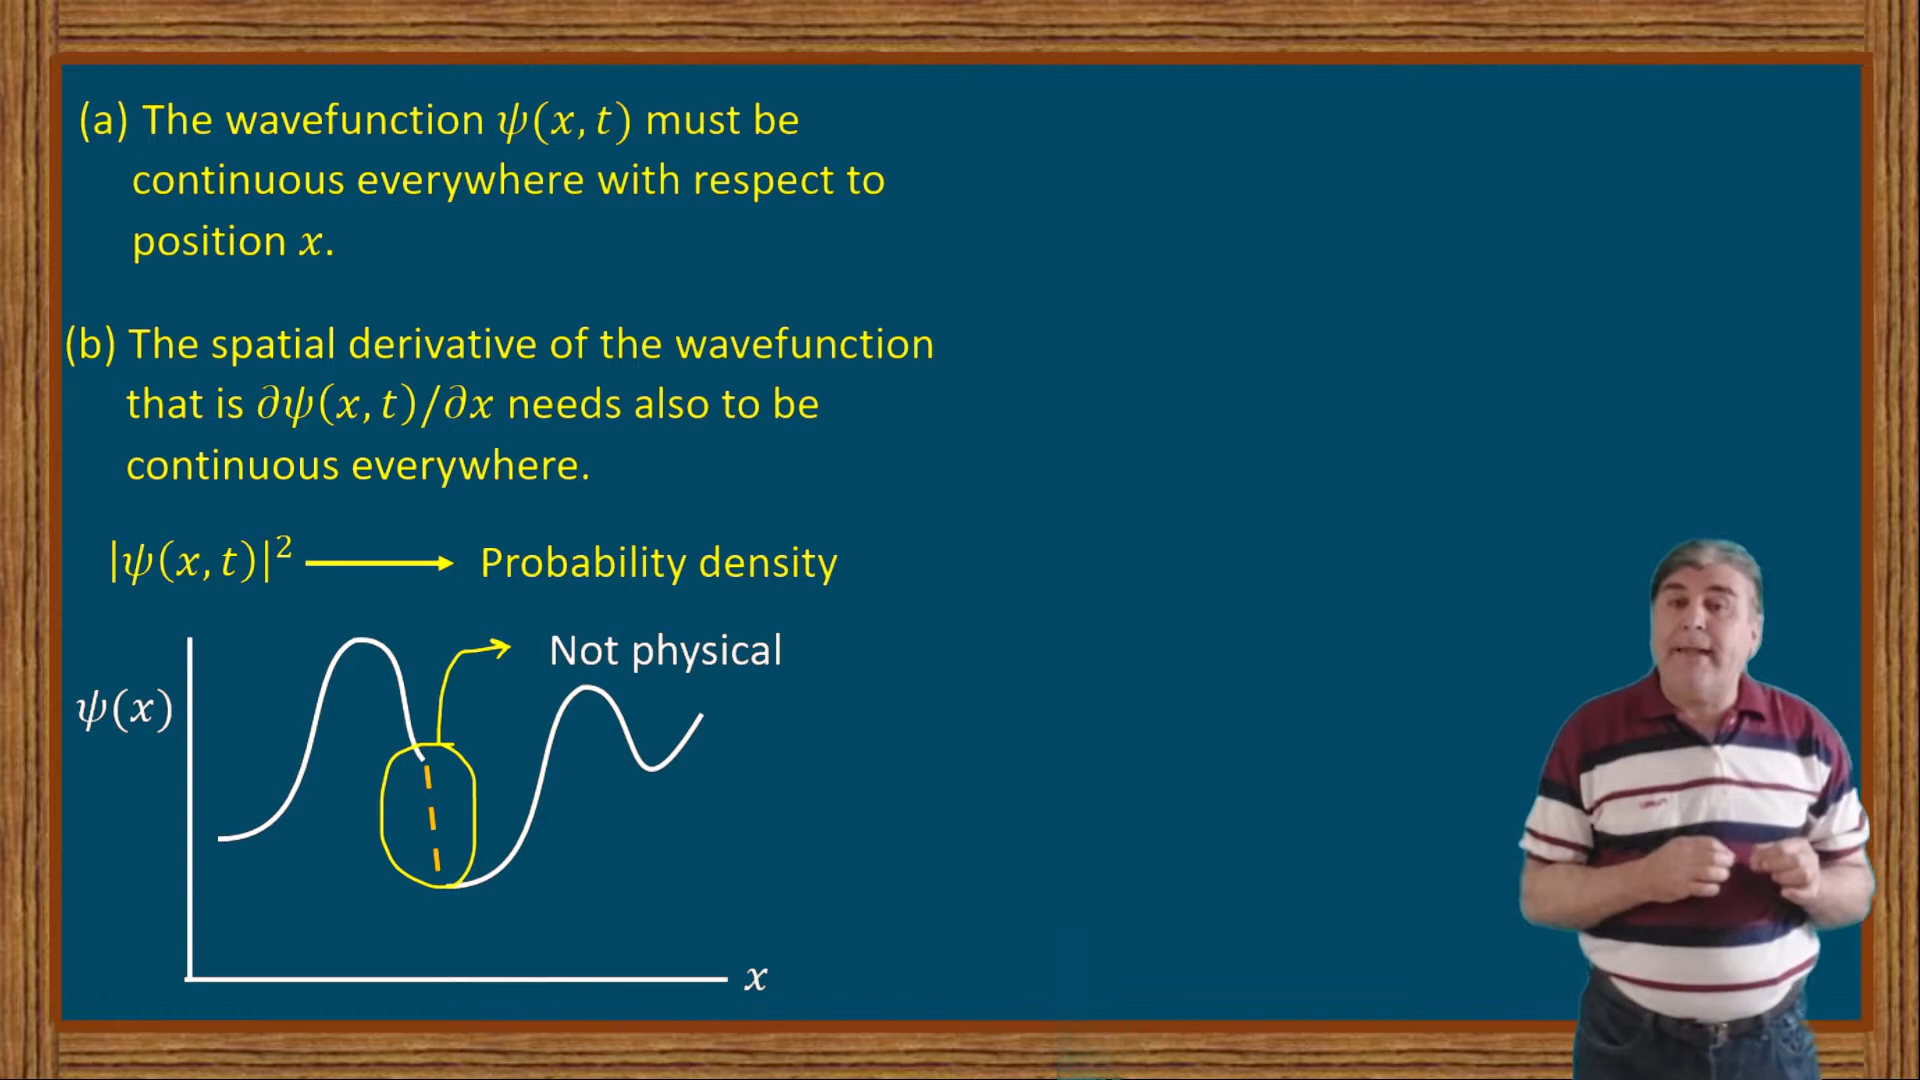 (a) The wavefunction ψ(x, t) must be
continuous everywhere with respect to
position x.
(b) The spatial derivative of the wavefunction
that is ∂ψ(x, t)/∂x needs also to be
continuous everywhere.
|ψ(x, t)|² ⟶ Probability density
Not physical
ψ(x)
x